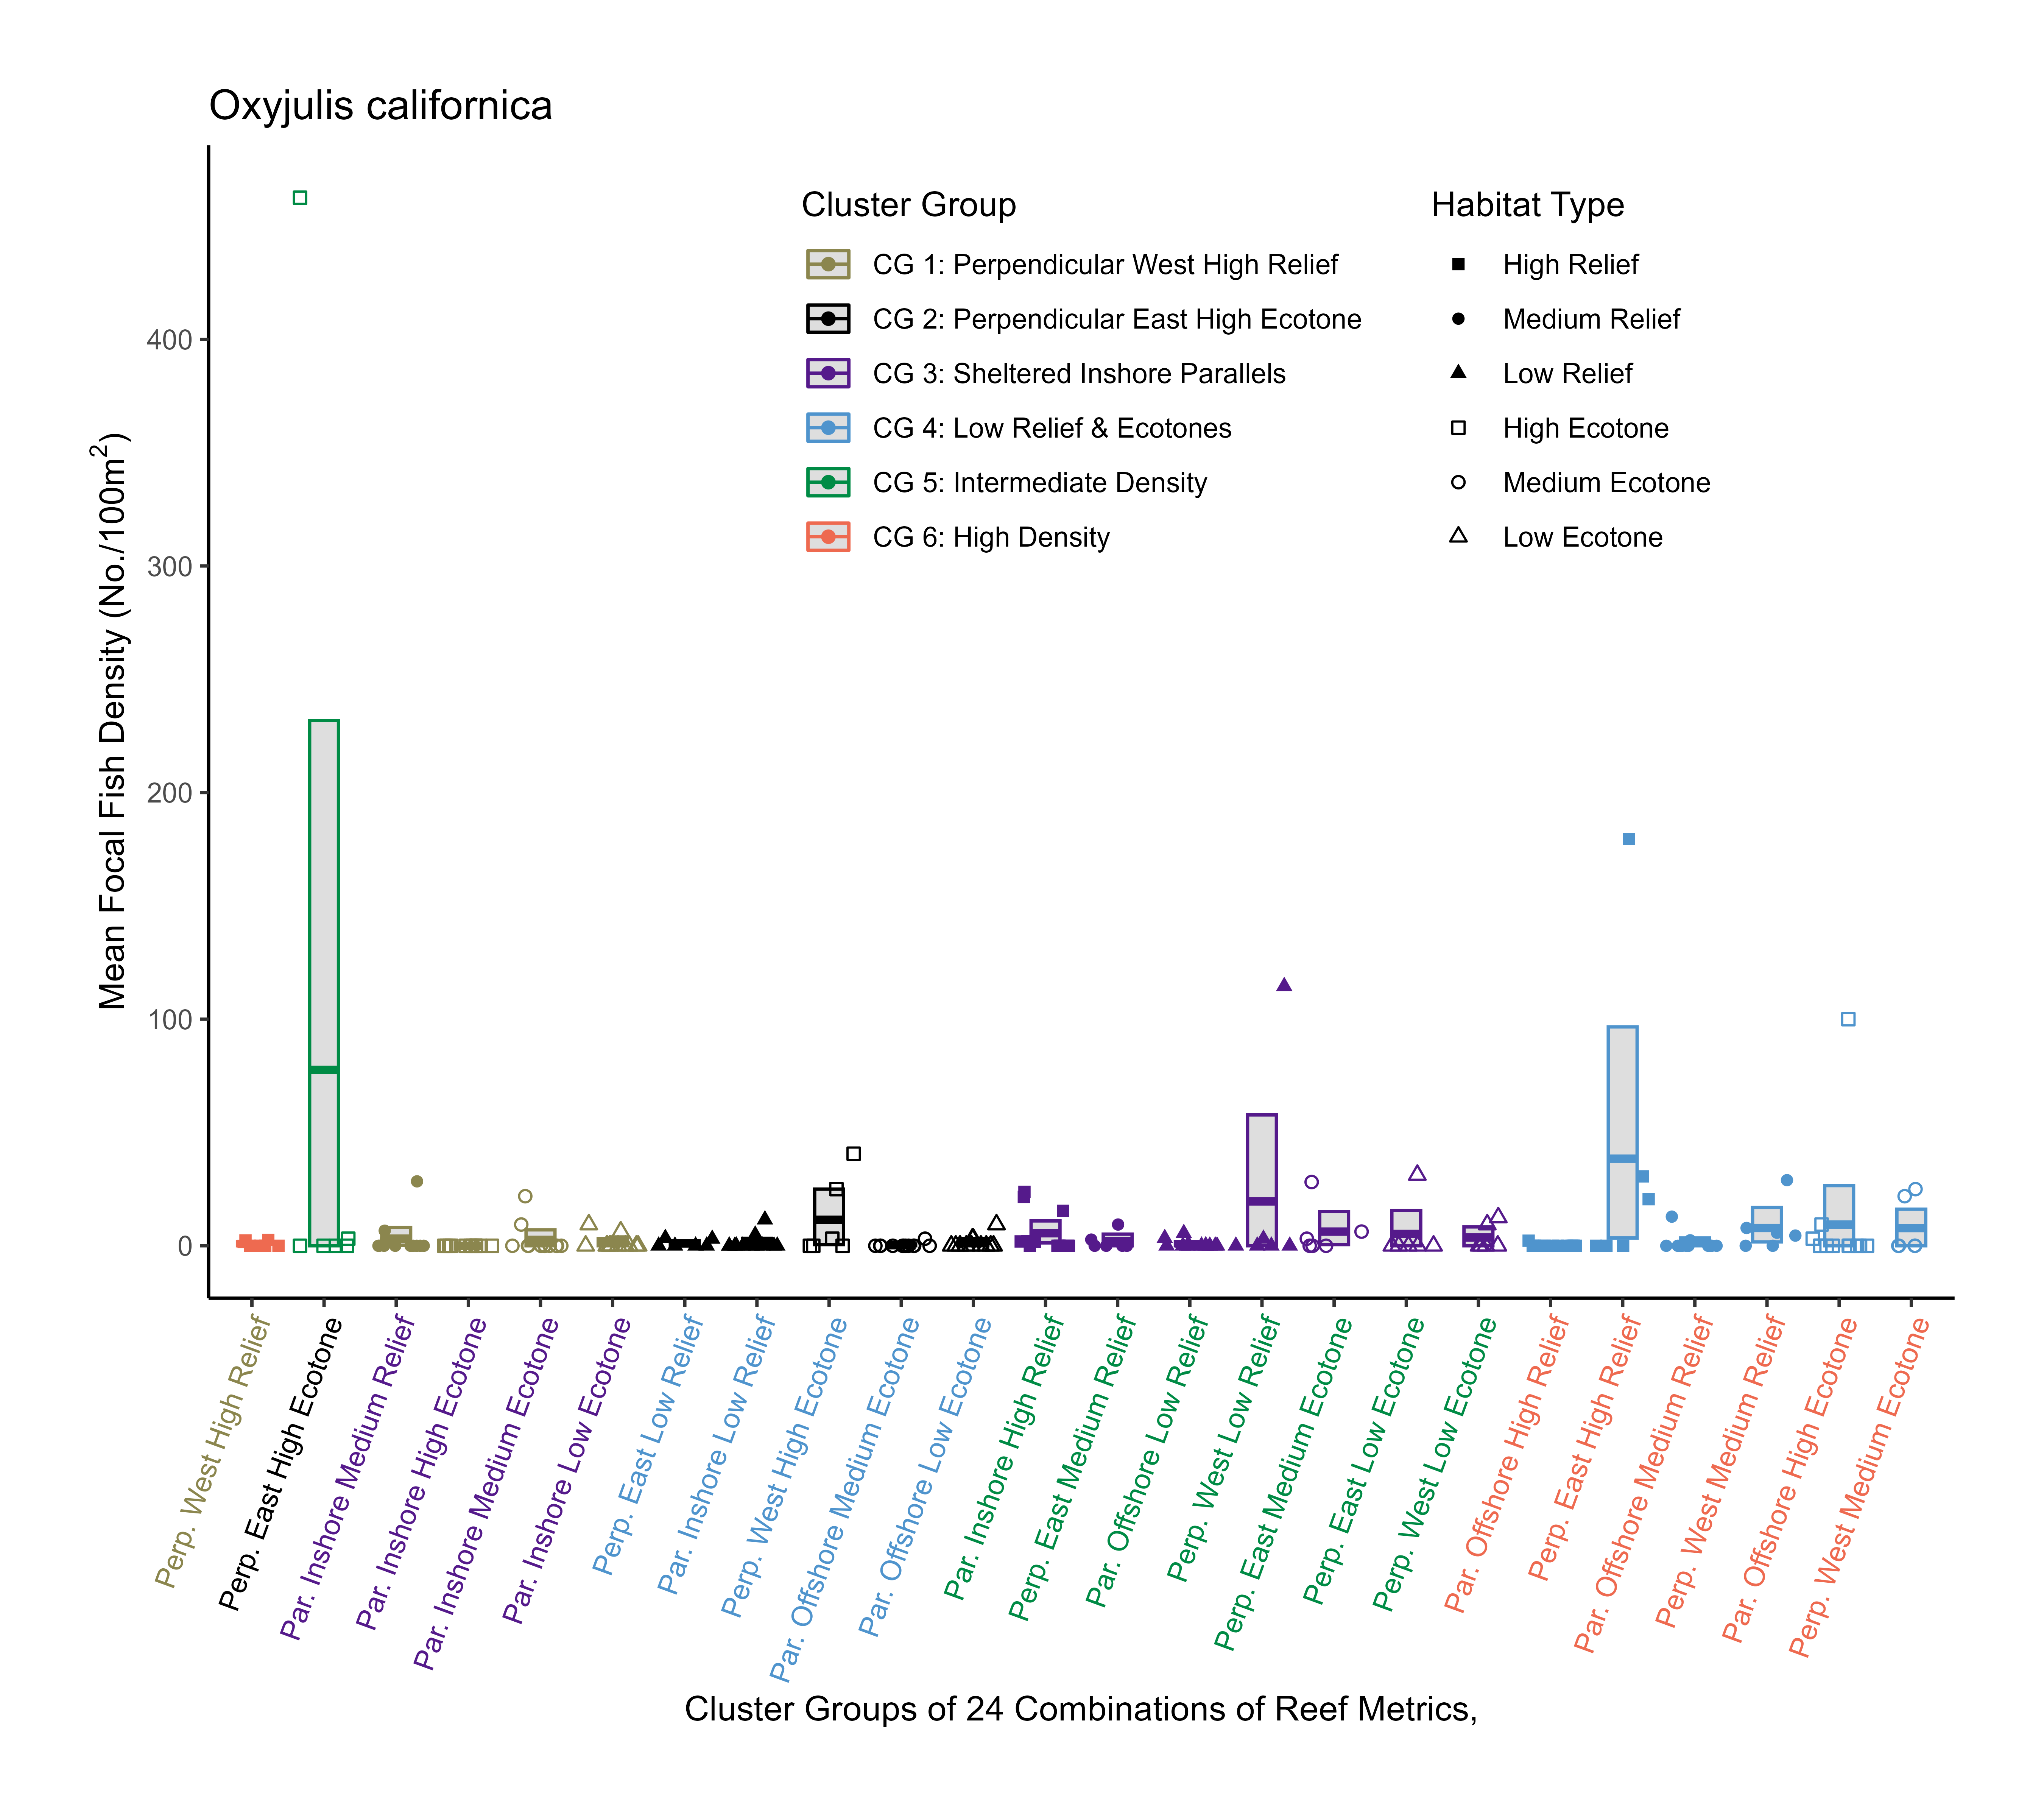 Oxyjulis californica
Cluster Group
CG 1: Perpendicular West High Relief
CG 2: Perpendicular East High Ecotone
CG 3: Sheltered Inshore Parallels
CG 4: Low Relief & Ecotones
CG 5: Intermediate Density
CG 6: High Density
Habitat Type
High Relief
Medium Relief
Low Relief
High Ecotone
Medium Ecotone
Low Ecotone
Mean Focal Fish Density (No./100m²)
400
300
200
100
0
Perp. West High Relief
Perp. East High Ecotone
Par. Inshore Medium Relief
Par. Inshore High Ecotone
Par. Inshore Medium Ecotone
Par. Inshore Low Ecotone
Perp. East Low Relief
Par. Inshore Low Relief
Perp. West High Ecotone
Par. Offshore Medium Ecotone
Par. Offshore Low Ecotone
Par. Inshore High Relief
Perp. East Medium Relief
Par. Offshore Low Relief
Perp. West Low Relief
Perp. East Medium Ecotone
Perp. East Low Ecotone
Perp. West Low Ecotone
Par. Offshore High Relief
Perp. East High Relief
Par. Offshore Medium Relief
Perp. West Medium Relief
Par. Offshore High Ecotone
Perp. West Medium Ecotone
Cluster Groups of 24 Combinations of Reef Metrics,